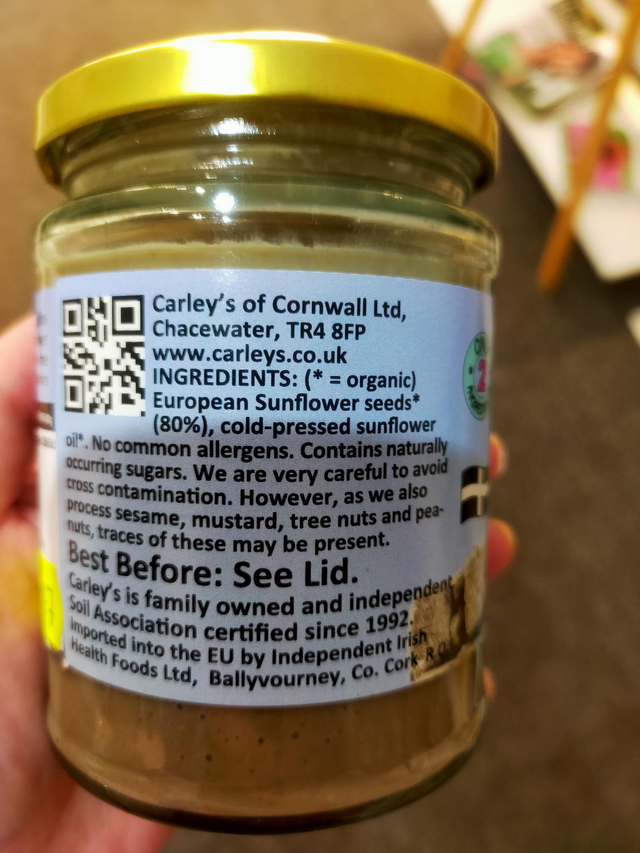 Carley's of Cornwall Ltd,
Chacewater, TR4 8FP
www.carleys.co.uk
INGREDIENTS: (* = organic)
European Sunflower seeds*
(80%), cold-pressed sunflower
oil*. No common allergens. Contains naturally
occurring sugars. We are very careful to avoid
cross contamination. However, as we also
process sesame, mustard, tree nuts and pea-
nuts, traces of these may be present.
Best Before: See Lid.
Carley's is family owned and independent
Soil Association certified since 1992.
Imported into the EU by Independent Irish
Health Foods Ltd, Ballyvourney, Co. Cork R.O.